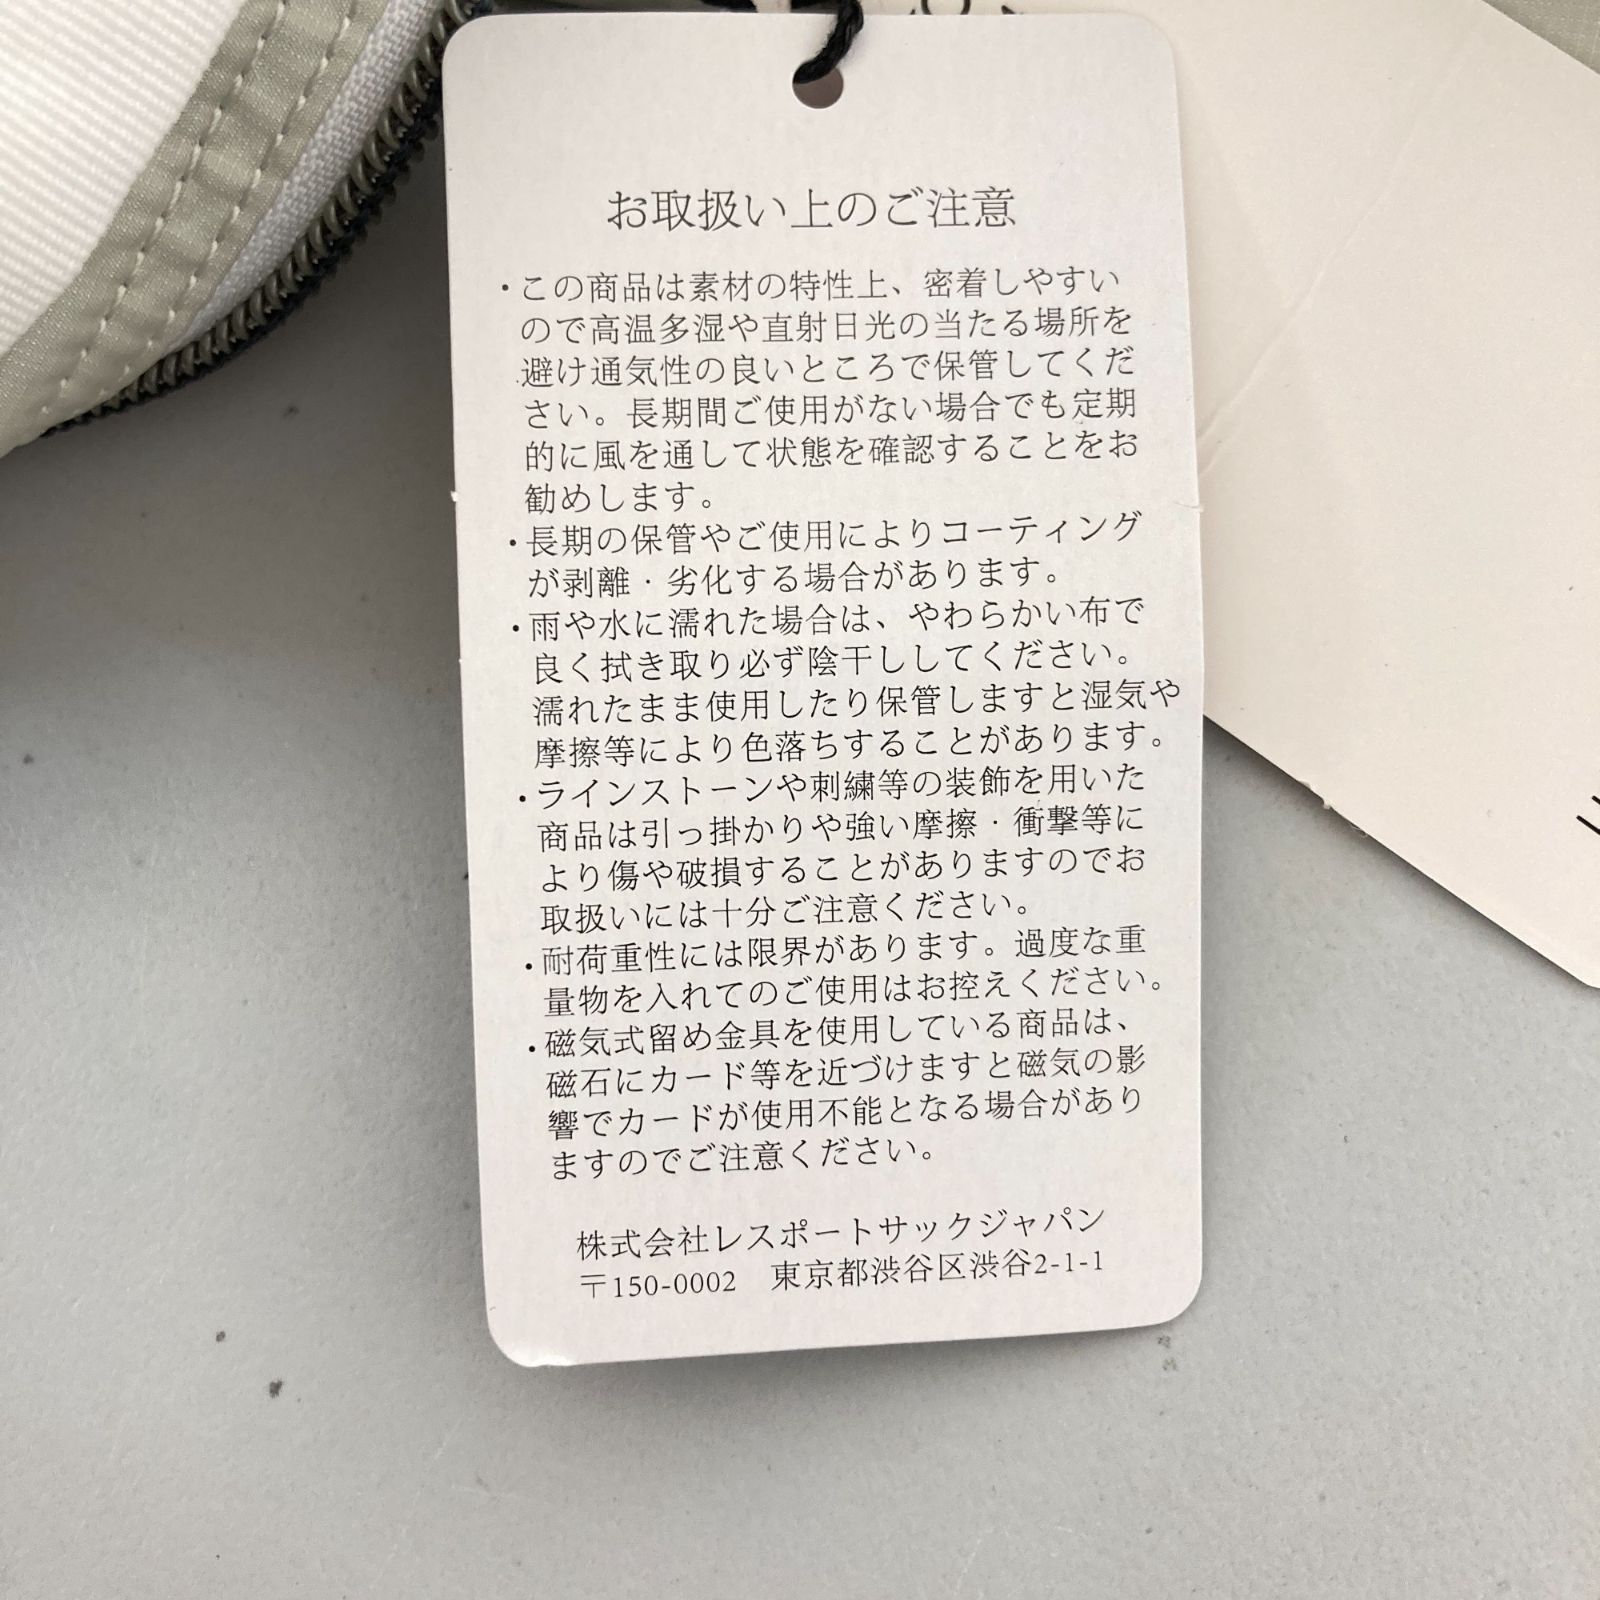 お取扱い上のご注意
・この商品は素材の特性上、密着しやすい
ので高温多湿や直射日光の当たる場所を
避け通気性の良いところで保管してくだ
さい。長期間ご使用がない場合でも定期
的に風を通して状態を確認することをお
勧めします。
・長期の保管やご使用によりコーティング
が剥離・劣化する場合があります。
・雨や水に濡れた場合は、やわらかい布で
良く拭き取り必ず陰干ししてください。
濡れたまま使用したり保管しますと湿気や
摩擦等により色落ちすることがあります。
・ラインストーンや刺繍等の装飾を用いた
商品は引っ掛かりや強い摩擦・衝撃等に
より傷や破損することがありますのでお
取扱いには十分ご注意ください。
・耐荷重性には限界があります。過度な重
量物を入れてのご使用はお控えください。
・磁気式留め金具を使用している商品は、
磁石にカード等を近づけますと磁気の影
響でカードが使用不能となる場合があり
ますのでご注意ください。
株式会社レスポートサックジャパン
〒150-0002 東京都渋谷区渋谷2-1-1